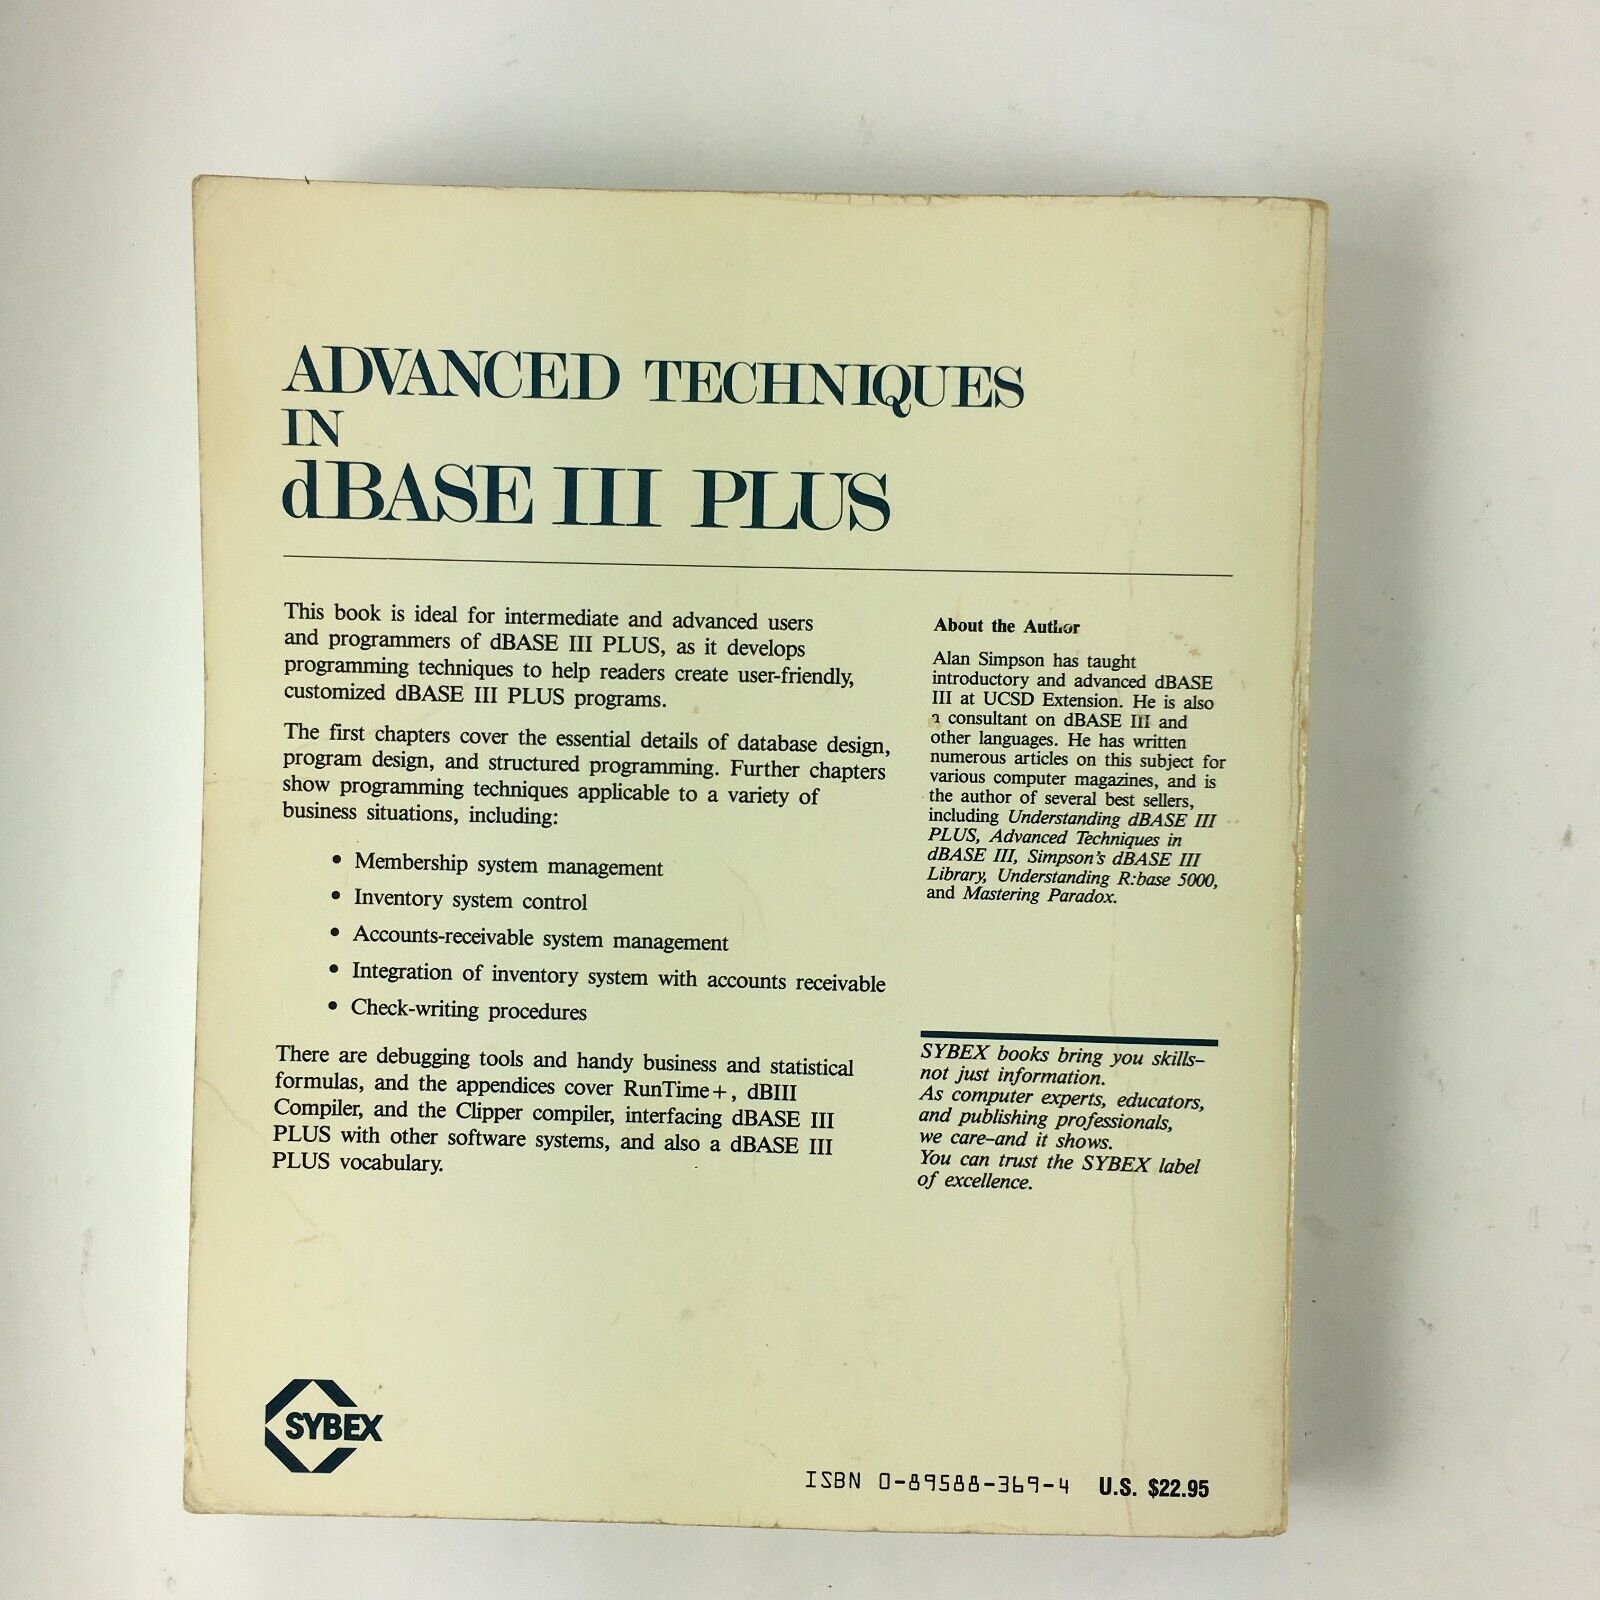 ADVANCED TECHNIQUES
IN
dBASE III PLUS
This book is ideal for intermediate and advanced users
and programmers of dBASE III PLUS, as it develops
programming techniques to help readers create user-friendly,
customized dBASE III PLUS programs.
The first chapters cover the essential details of database design,
program design, and structured programming. Further chapters
show programming techniques applicable to a variety of
business situations, including:
• Membership system management
• Inventory system control
• Accounts-receivable system management
• Integration of inventory system with accounts receivable
• Check-writing procedures
There are debugging tools and handy business and statistical
formulas, and the appendices cover RunTime+, dBIII
Compiler, and the Clipper compiler, interfacing dBASE III
PLUS with other software systems, and also a dBASE III
PLUS vocabulary.
About the Author
Alan Simpson has taught
introductory and advanced dBASE
III at UCSD Extension. He is also
a consultant on dBASE III and
other languages. He has written
numerous articles on this subject for
various computer magazines, and is
the author of several best sellers,
including Understanding dBASE III
PLUS, Advanced Techniques in
dBASE III, Simpson's dBASE III
Library, Understanding R:base 5000,
and Mastering Paradox.
SYBEX books bring you skills–
not just information.
As computer experts, educators,
and publishing professionals,
we care–and it shows.
You can trust the SYBEX label
of excellence.
SYBEX
ISBN 0-89588-369-4 U.S. $22.95